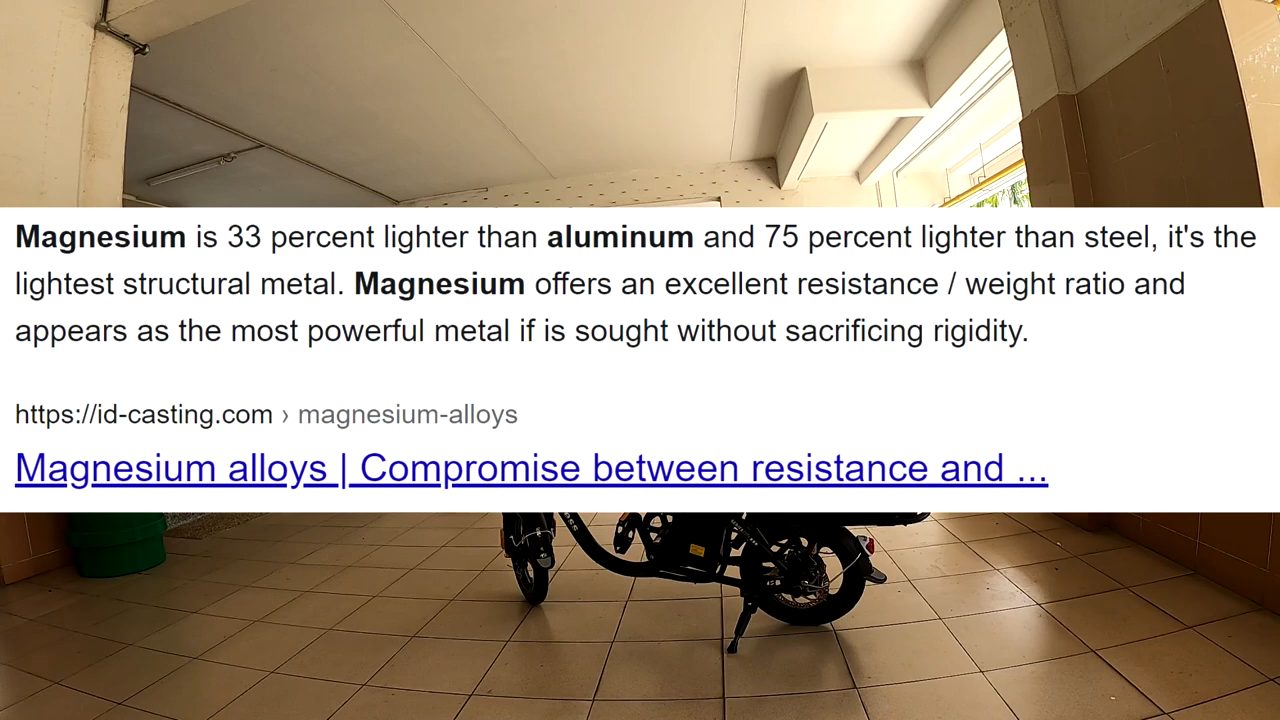 Magnesium is 33 percent lighter than aluminum and 75 percent lighter than steel, it's the
lightest structural metal. Magnesium offers an excellent resistance / weight ratio and
appears as the most powerful metal if is sought without sacrificing rigidity.
https://id-casting.com › magnesium-alloys
Magnesium alloys | Compromise between resistance and ...